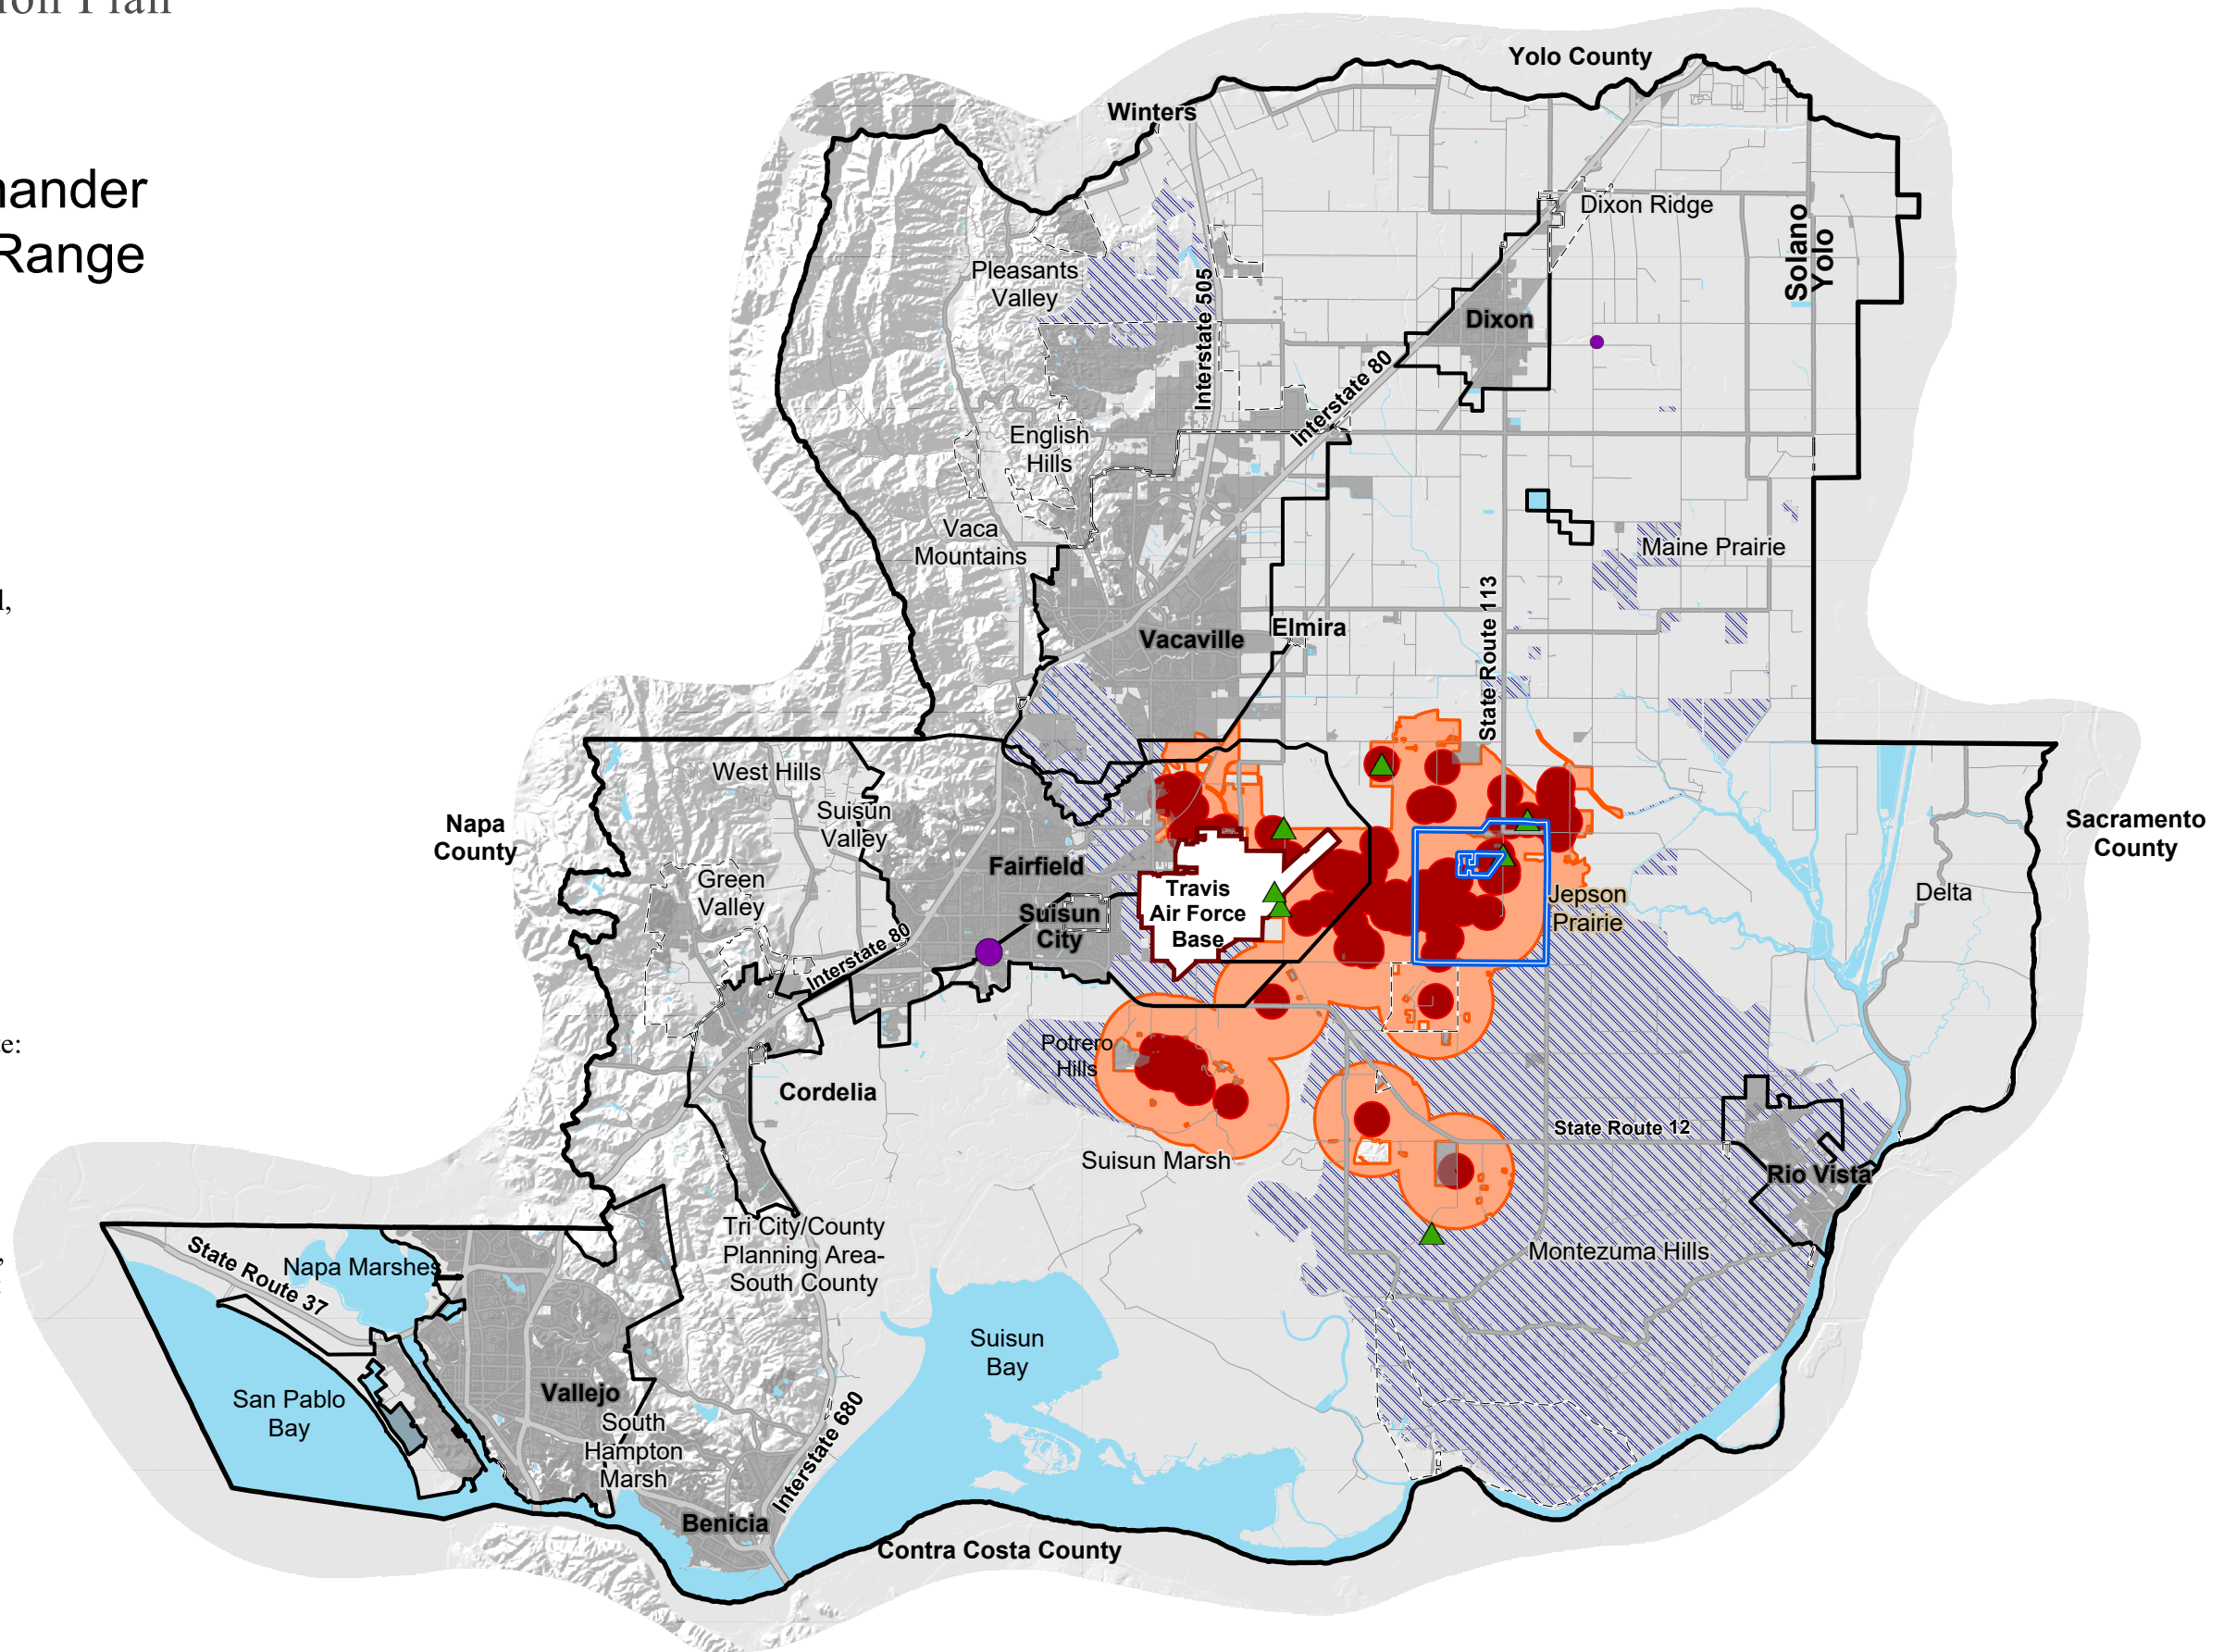 on Plan
ander
Range
l,
e:
,
Yolo County
Winters
Dixon Ridge
Solano
Yolo
Pleasants
Valley
Interstate 505
Dixon
Interstate 80
English
Hills
Vaca
Mountains
Maine Prairie
State Route 113
Vacaville
Elmira
West Hills
Suisun
Valley
Napa
County
Sacramento
County
Fairfield
Green
Valley
Travis
Air Force
Base
Jepson
Prairie
Delta
Suisun
City
Interstate 80
Potrero
Hills
Cordelia
State Route 12
Suisun Marsh
Rio Vista
Tri City/County
Planning Area-
South County
Napa Marshes
State Route 37
Montezuma Hills
Suisun
Bay
San Pablo
Bay
Vallejo
South
Hampton
Marsh
Interstate 680
Benicia
Contra Costa County